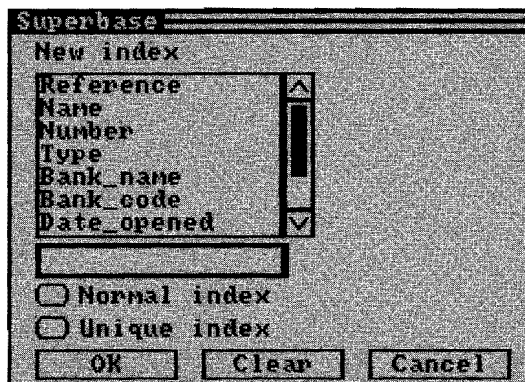 Superbase
New index
Reference
Name
Number
Type
Bank_name
Bank_code
Date_opened
Normal index
Unique index
OK Clear Cancel